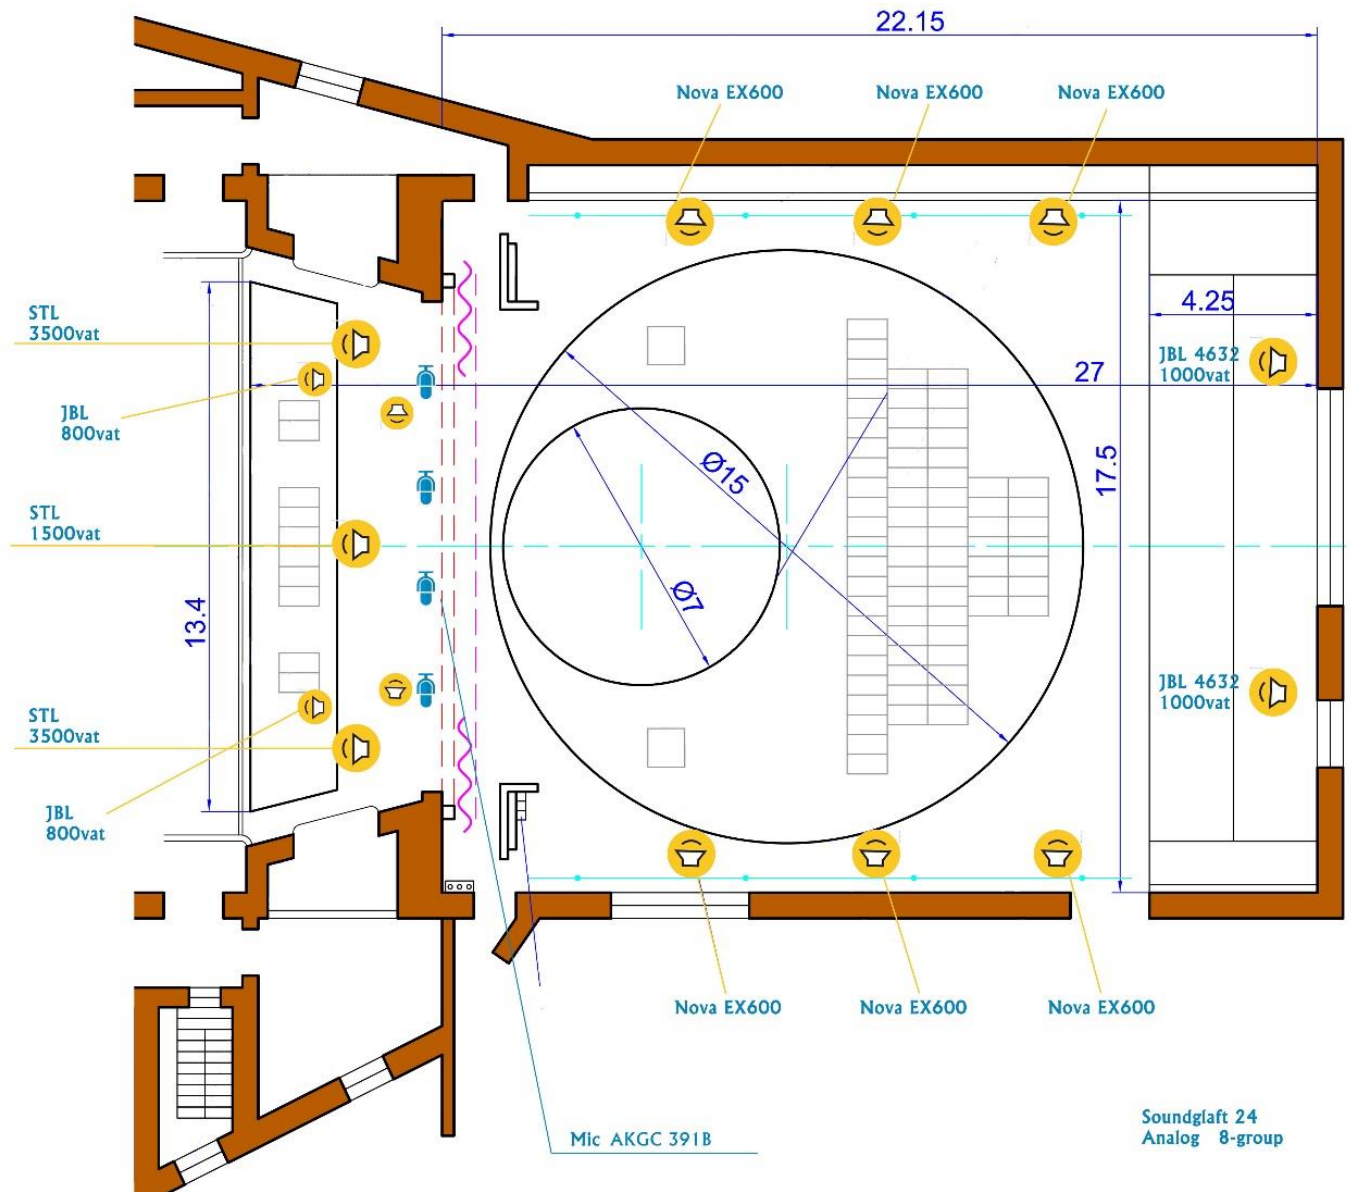 22.15
Nova EX600
Nova EX600
Nova EX600
STL
3500vat
4.25
JBL 4632
1000vat
27
JBL
800vat
17.5
Ø15
STL
1500vat
13.4
Ø7
JBL 4632
1000vat
STL
3500vat
JBL
800vat
Nova EX600
Nova EX600
Nova EX600
Mic AKGC 391B
Soundglaft 24
Analog 8-group